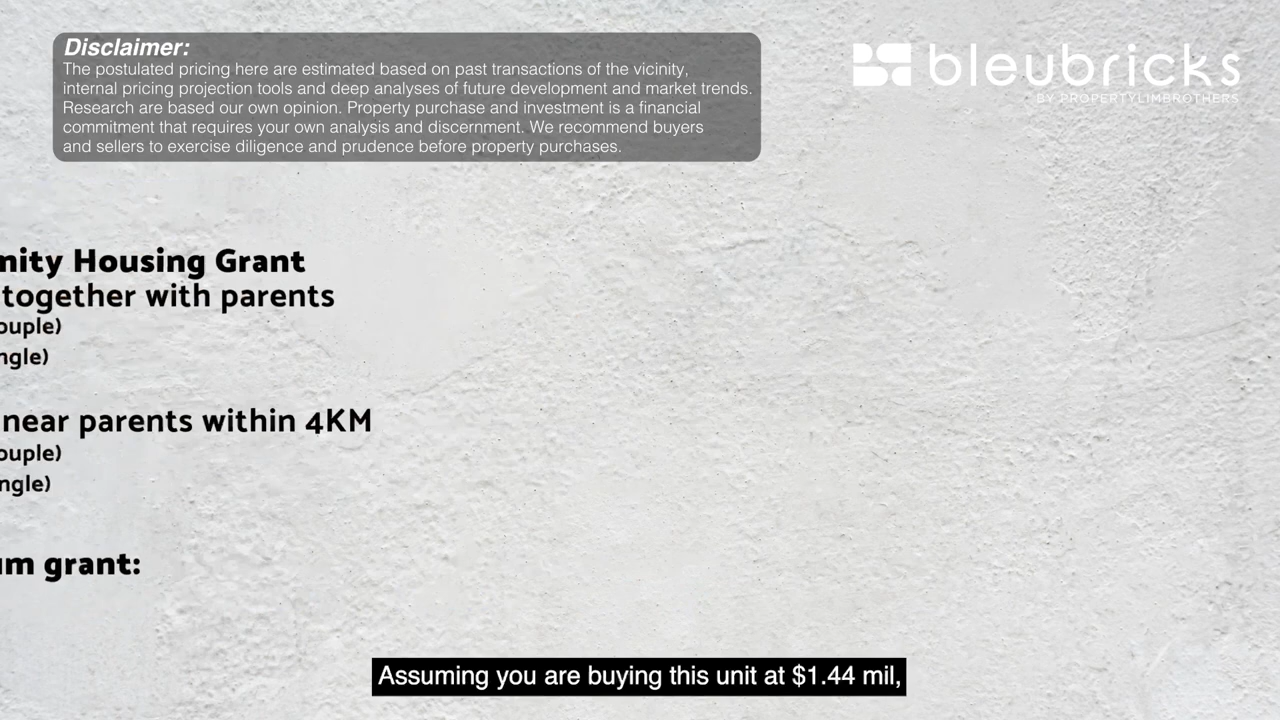 Disclaimer:
The postulated pricing here are estimated based on past transactions of the vicinity,
internal pricing projection tools and deep analyses of future development and market trends.
Research are based our own opinion. Property purchase and investment is a financial
commitment that requires your own analysis and discernment. We recommend buyers
and sellers to exercise diligence and prudence before property purchases.
bleubricks
BY PROPERTYLIMBROTHERS
mity Housing Grant
together with parents
ouple)
ngle)
near parents within 4KM
ouple)
ngle)
um grant:
Assuming you are buying this unit at $1.44 mil,